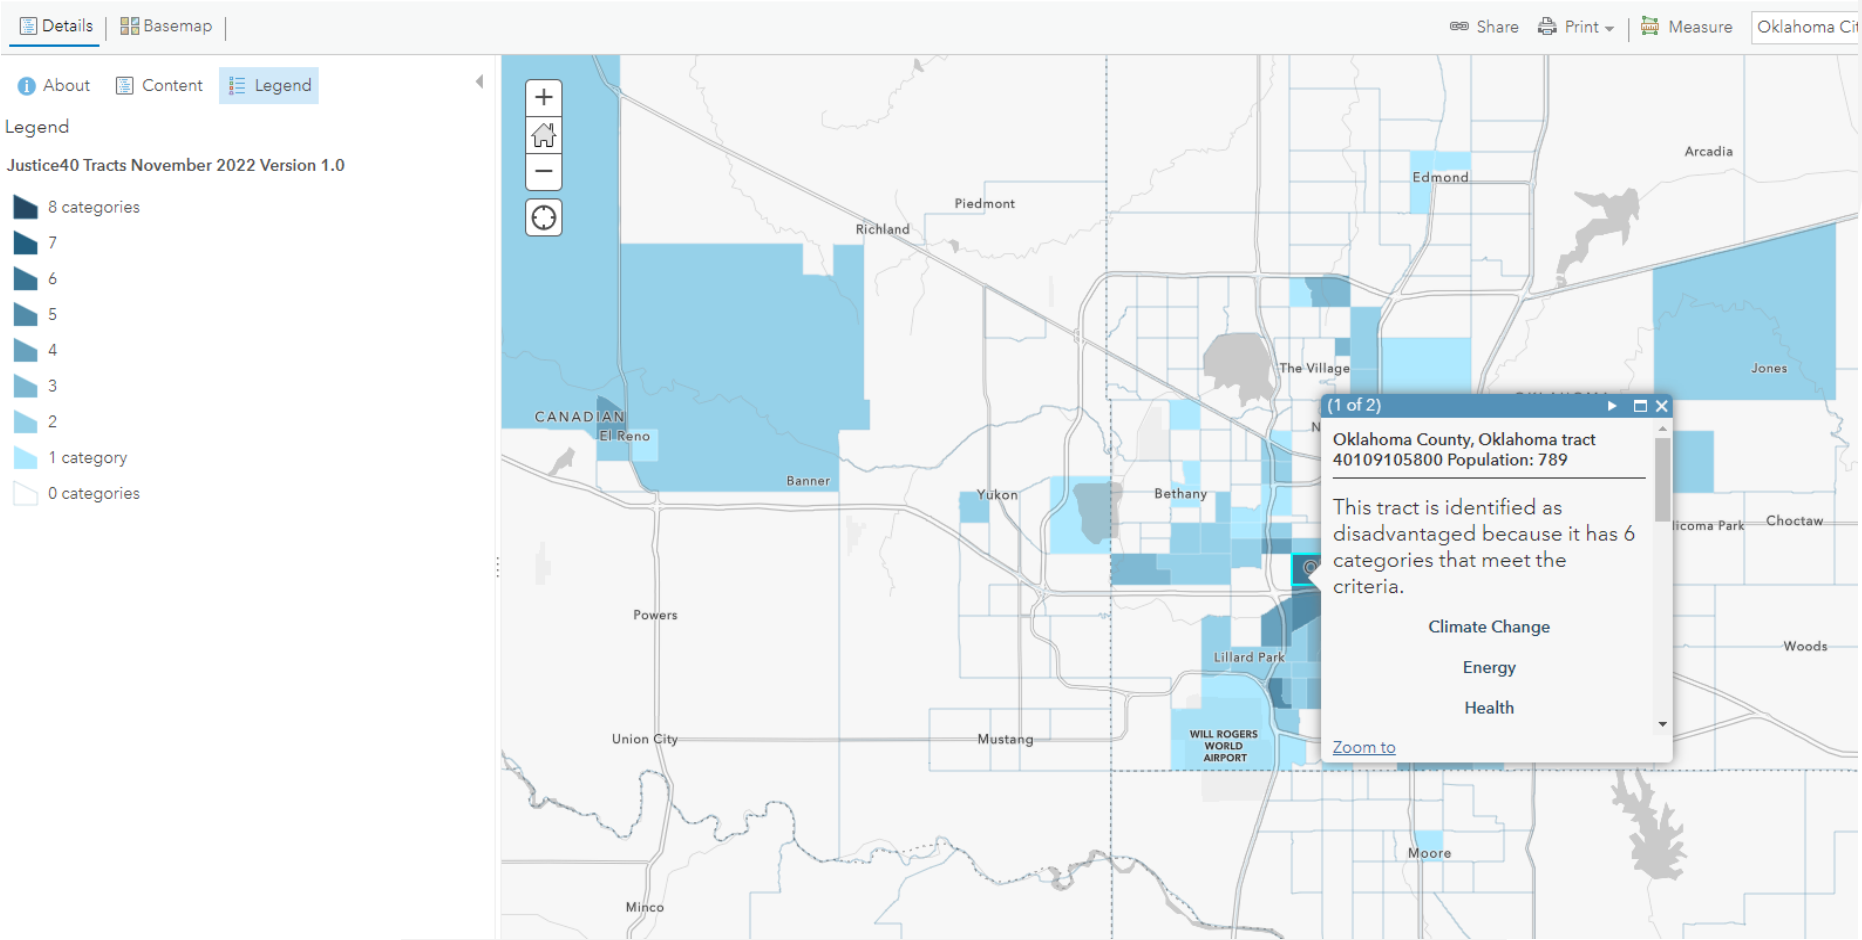 Details
Basemap
Share
Print
Measure
Oklahoma Cit
About
Content
Legend
Legend
Justice40 Tracts November 2022 Version 1.0
8 categories
7
6
5
4
3
2
1 category
0 categories
+
−
Arcadia
Edmond
Piedmont
Richland
The Village
Jones
CANADIAN
El Reno
Banner
Yukon
Bethany
N
licoma Park
Choctaw
Powers
Lillard Park
Woods
Union City
Mustang
WILL ROGERS
WORLD
AIRPORT
Moore
Minco
(1 of 2)
Oklahoma County, Oklahoma tract
40109105800 Population: 789
This tract is identified as
disadvantaged because it has 6
categories that meet the
criteria.
Climate Change
Energy
Health
Zoom to